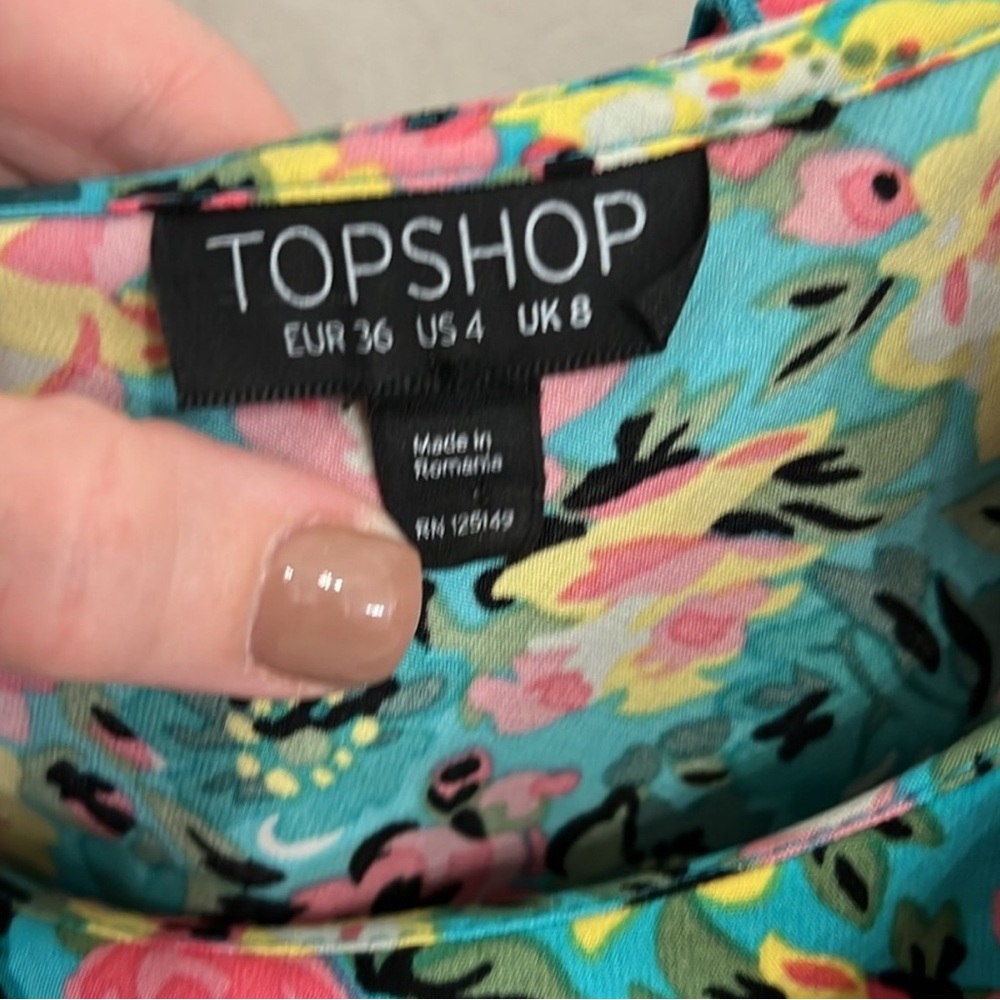 TOPSHOP
EUR 36 US 4 UK 8
Made in
Romania
RN 125149